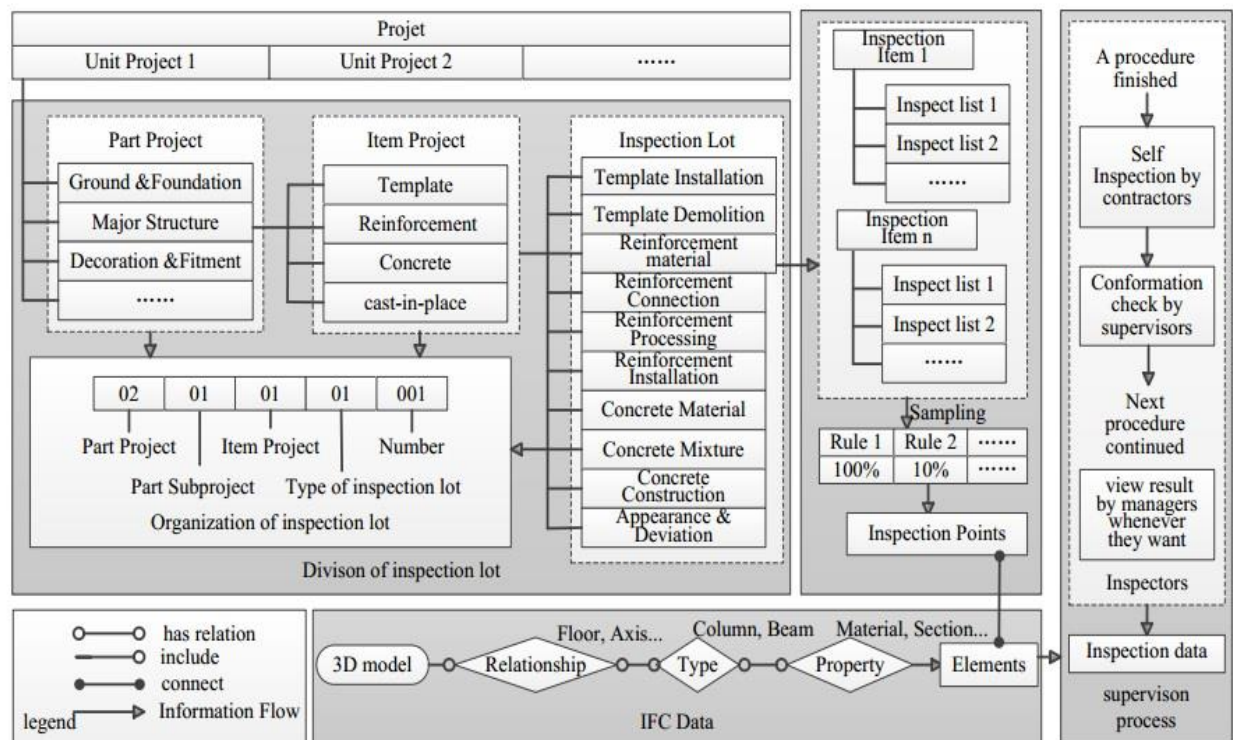 Projet
Unit Project 1
Unit Project 2
......
Part Project
Ground &Foundation
Major Structure
Decoration &Fitment
......
Item Project
Template
Reinforcement
Concrete
cast-in-place
Inspection Lot
Template Installation
Template Demolition
Reinforcement
material
Reinforcement
Connection
Reinforcement
Processing
Reinforcement
Installation
Concrete Material
Concrete Mixture
Concrete
Construction
Appearance &
Deviation
02
01
01
01
001
Part Project
Item Project
Number
Part Subproject
Type of inspection lot
Organization of inspection lot
Divison of inspection lot
Inspection
Item 1
Inspect list 1
Inspect list 2
......
Inspection
Item n
Inspect list 1
Inspect list 2
......
Sampling
Rule 1
Rule 2
......
100%
10%
......
Inspection Points
A procedure
finished
Self
Inspection by
contractors
Conformation
check by
supervisors
Next
procedure
continued
view result
by managers
whenever
they want
Inspectors
Inspection data
supervison
process
has relation
include
connect
Information Flow
legend
Floor, Axis...
Column, Beam
Material, Section...
3D model
Relationship
Type
Property
Elements
IFC Data